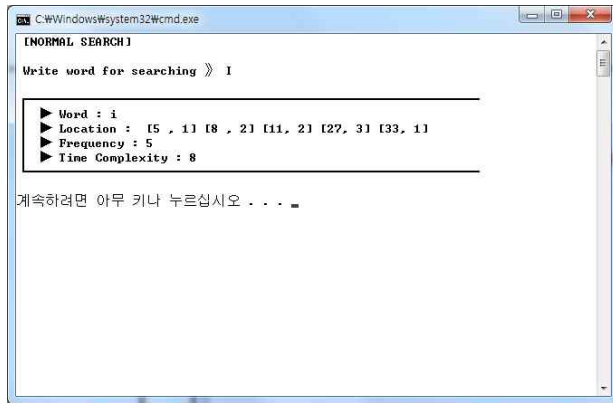 C:₩Windows₩system32₩cmd.exe
[NORMAL SEARCH]
Write word for searching 》 I
▶ Word : i
▶ Location : [5 , 1] [8 , 2] [11, 2] [27, 3] [33, 1]
▶ Frequency : 5
▶ Time Complexity : 8
계속하려면 아무 키나 누르십시오 . . .